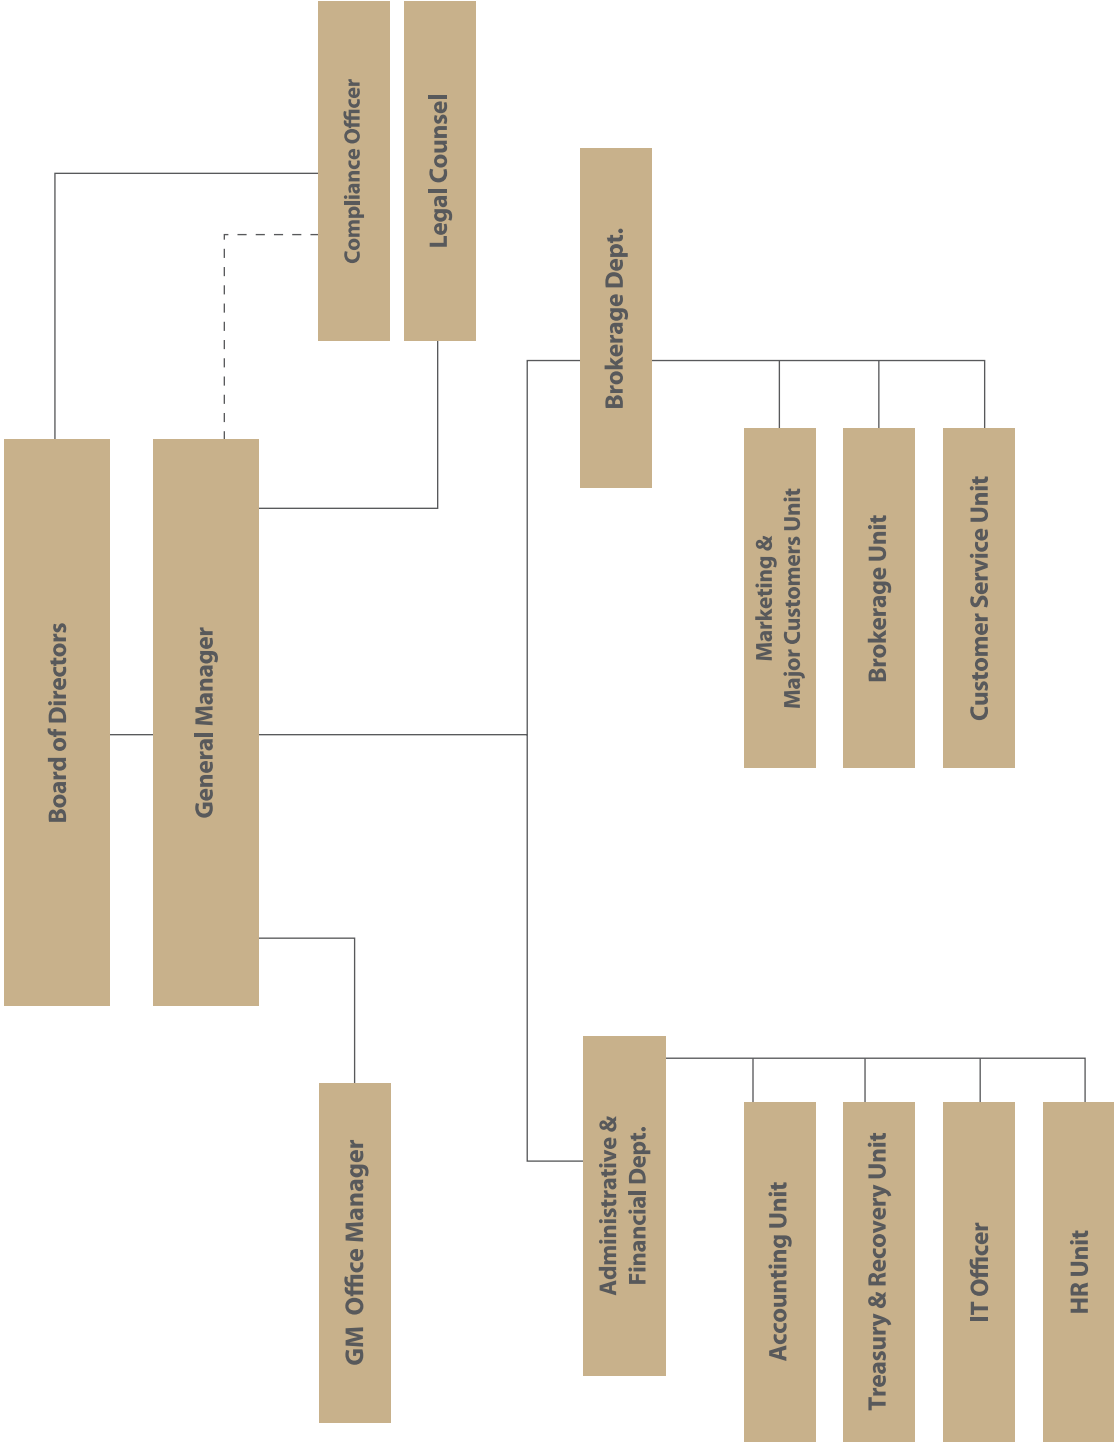 Board of Directors
General Manager
Compliance Officer
Legal Counsel
GM Office Manager
Administrative &
Financial Dept.
Brokerage Dept.
Accounting Unit
Treasury & Recovery Unit
IT Officer
HR Unit
Marketing &
Major Customers Unit
Brokerage Unit
Customer Service Unit